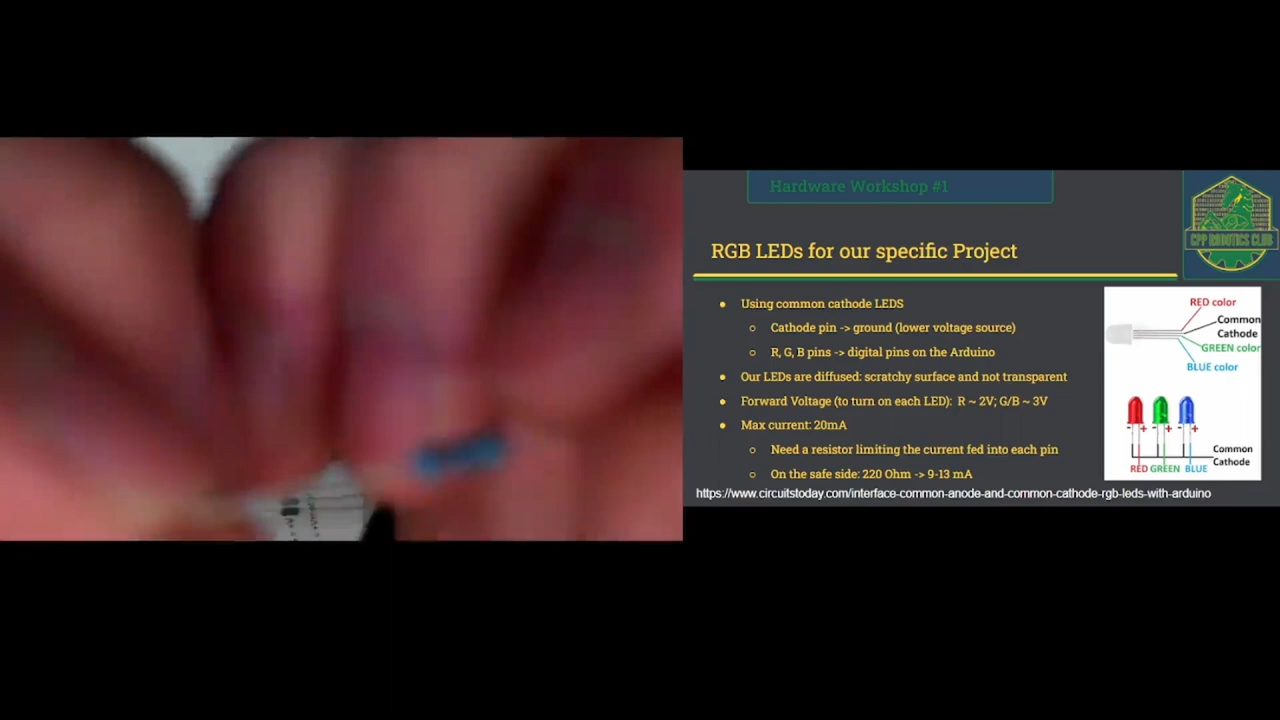 Hardware Workshop #1
CPP ROBOTICS CLUB
RGB LEDs for our specific Project
Using common cathode LEDS
Cathode pin -> ground (lower voltage source)
R, G, B pins -> digital pins on the Arduino
Our LEDs are diffused: scratchy surface and not transparent
Forward Voltage (to turn on each LED): R ~ 2V; G/B ~ 3V
Max current: 20mA
Need a resistor limiting the current fed into each pin
On the safe side: 220 Ohm -> 9-13 mA
RED color
Common
Cathode
GREEN color
BLUE color
- + - + - +
Common
Cathode
RED GREEN BLUE
https://www.circuitstoday.com/interface-common-anode-and-common-cathode-rgb-leds-with-arduino